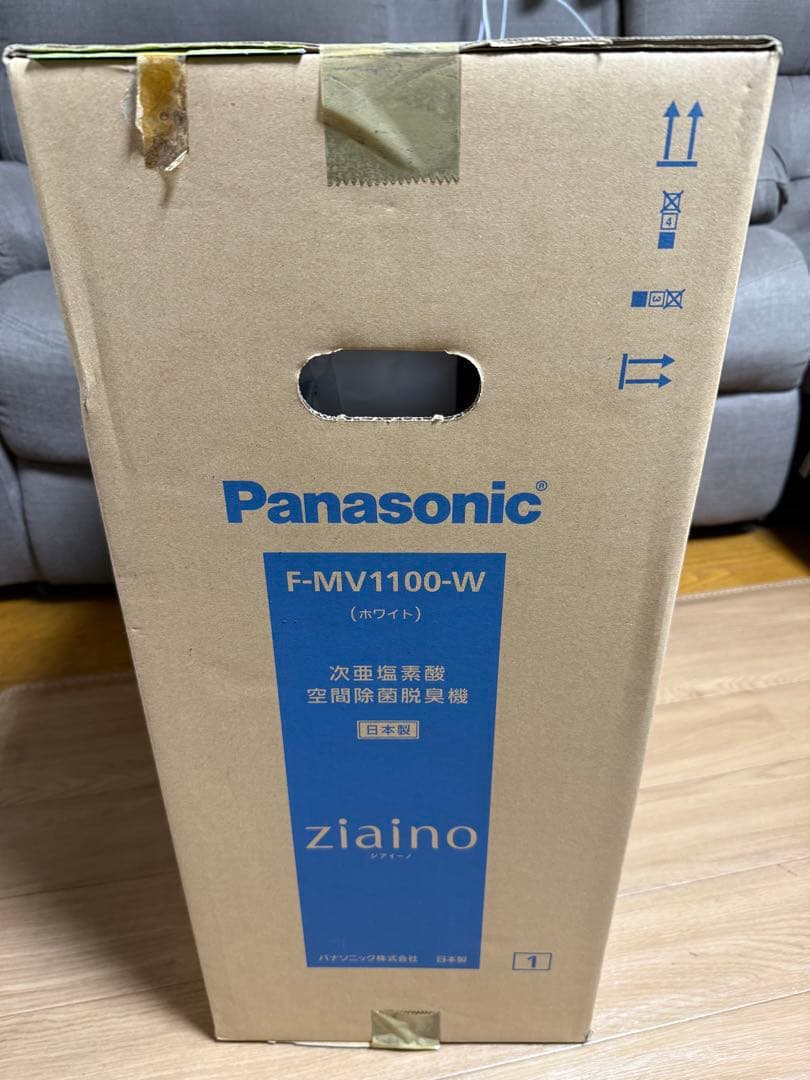 4
3
Panasonic®
F-MV1100-W
(ホワイト)
次亜塩素酸
空間除菌脱臭機
日本製
ziaino
ジアイーノ
パナソニック株式会社 日本製
1